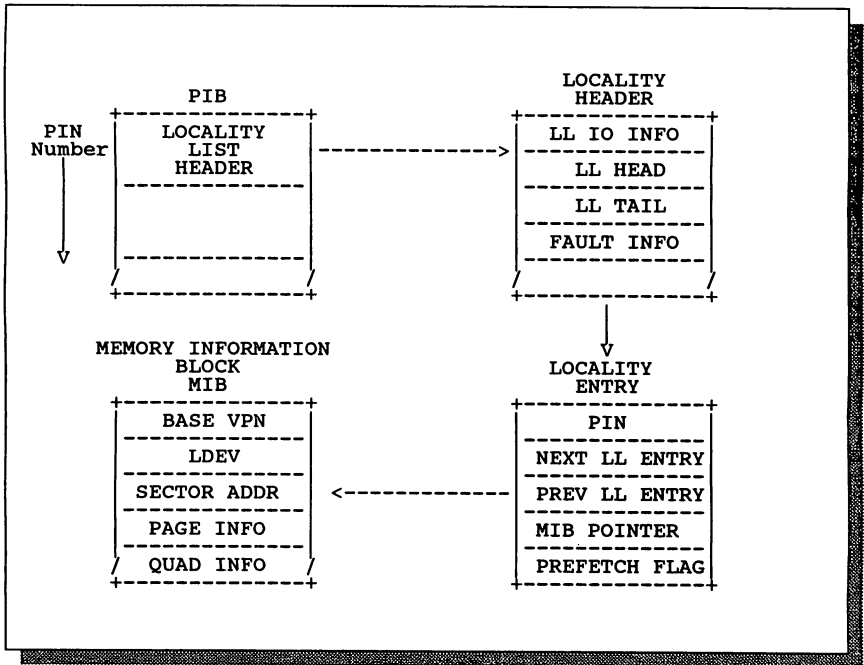 PIB
PIN
Number
LOCALITY
LIST
HEADER
LOCALITY
HEADER
LL IO INFO
LL HEAD
LL TAIL
FAULT INFO
MEMORY INFORMATION
BLOCK
MIB
BASE VPN
LDEV
SECTOR ADDR
PAGE INFO
QUAD INFO
LOCALITY
ENTRY
PIN
NEXT LL ENTRY
PREV LL ENTRY
MIB POINTER
PREFETCH FLAG